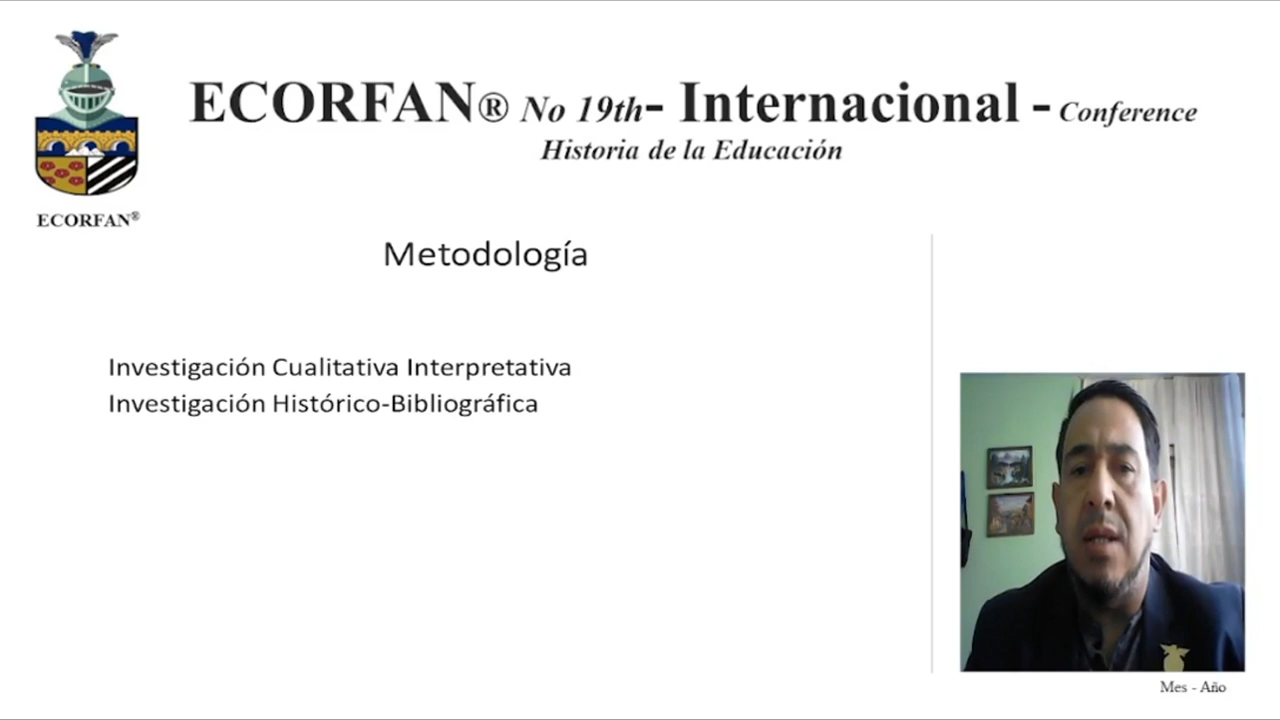 ECORFAN® No 19th- Internacional - Conference
Historia de la Educación
ECORFAN®
Metodología
Investigación Cualitativa Interpretativa
Investigación Histórico-Bibliográfica
Mes - Año